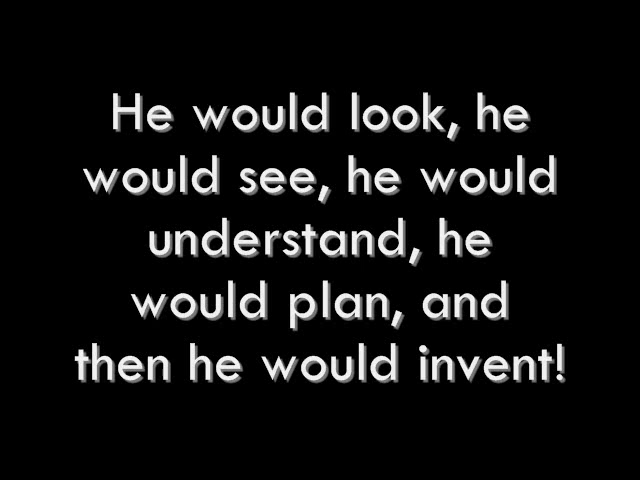 He would look, he
would see, he would
understand, he
would plan, and
then he would invent!